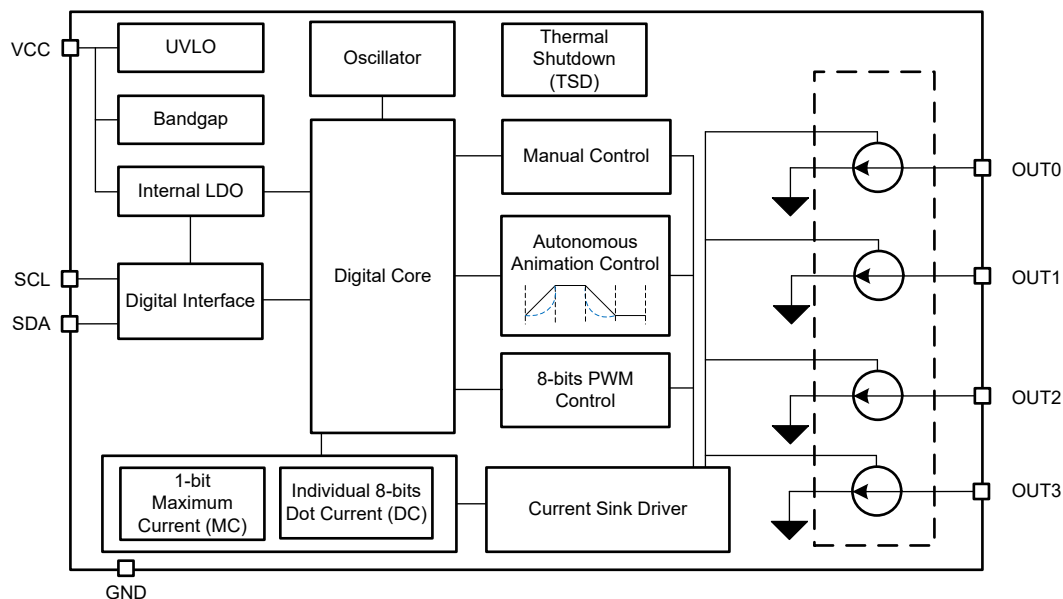 VCC
UVLO
Oscillator
Thermal
Shutdown
(TSD)
Bandgap
Internal LDO
Manual Control
OUT0
SCL
SDA
Digital Interface
Digital Core
Autonomous
Animation Control
OUT1
8-bits PWM
Control
OUT2
1-bit
Maximum
Current (MC)
Individual 8-bits
Dot Current (DC)
Current Sink Driver
OUT3
GND